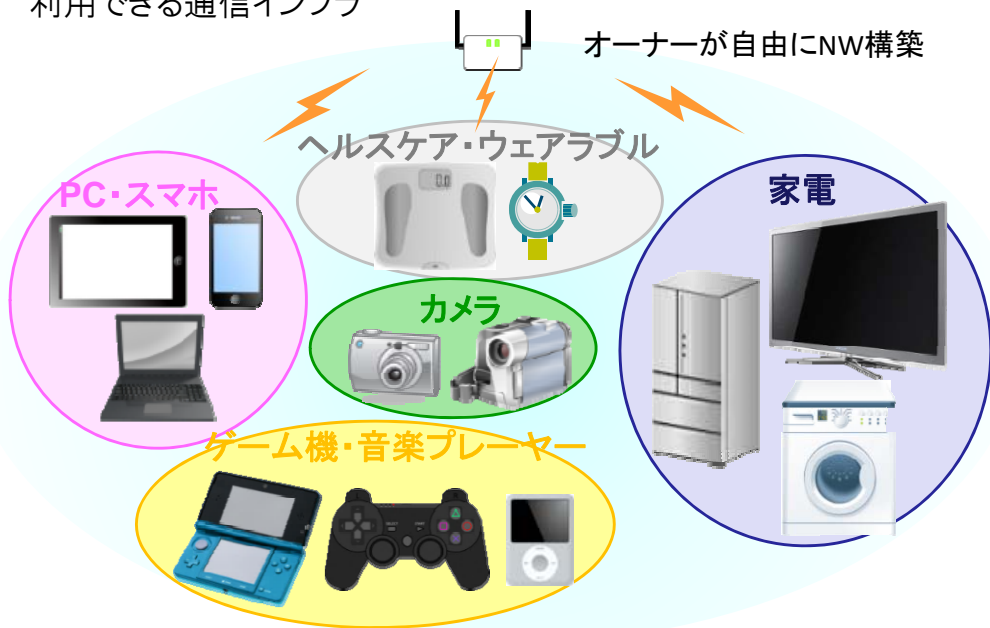 利用できる通信インフラ
オーナーが自由にNW構築
ヘルスケア・ウェアラブル
PC・スマホ
家電
カメラ
ゲーム機・音楽プレーヤー
0.0